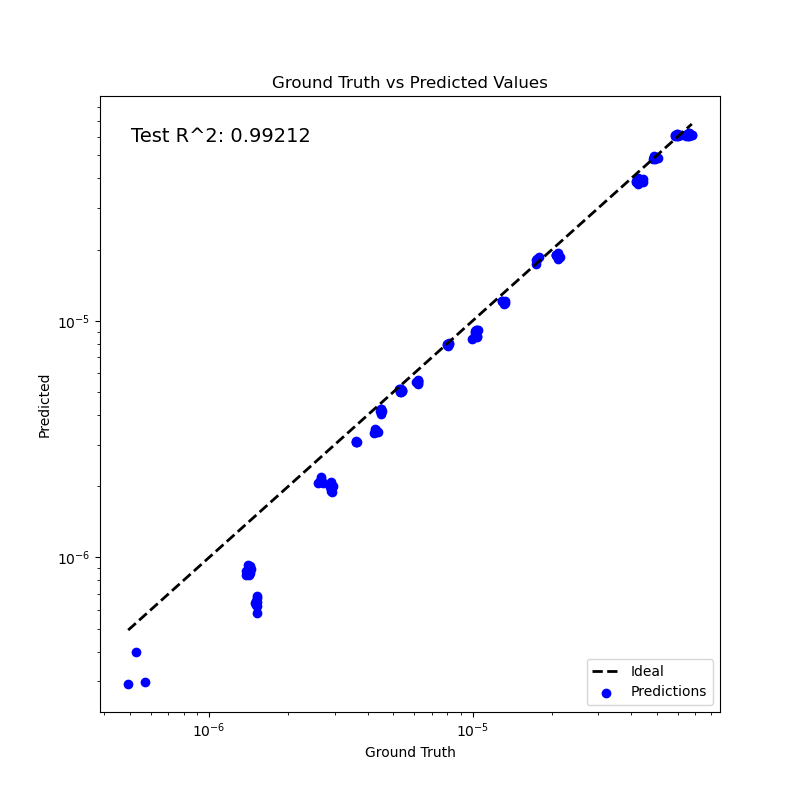 Ground Truth vs Predicted Values
Test R^2: 0.99212
10⁻⁵
10⁻⁶
Predicted
10⁻⁶
10⁻⁵
Ground Truth
Ideal
Predictions